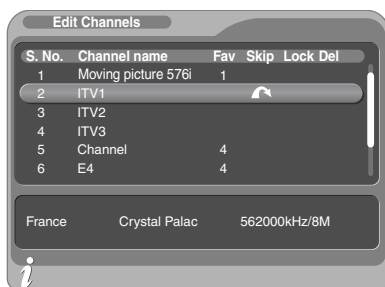 Edit Channels
S. No. Channel name Fav Skip Lock Del
1 Moving picture 576i 1
2 ITV1
3 ITV2
4 ITV3
5 Channel 4
6 E4 4
France Crystal Palac 562000kHz/8M
i